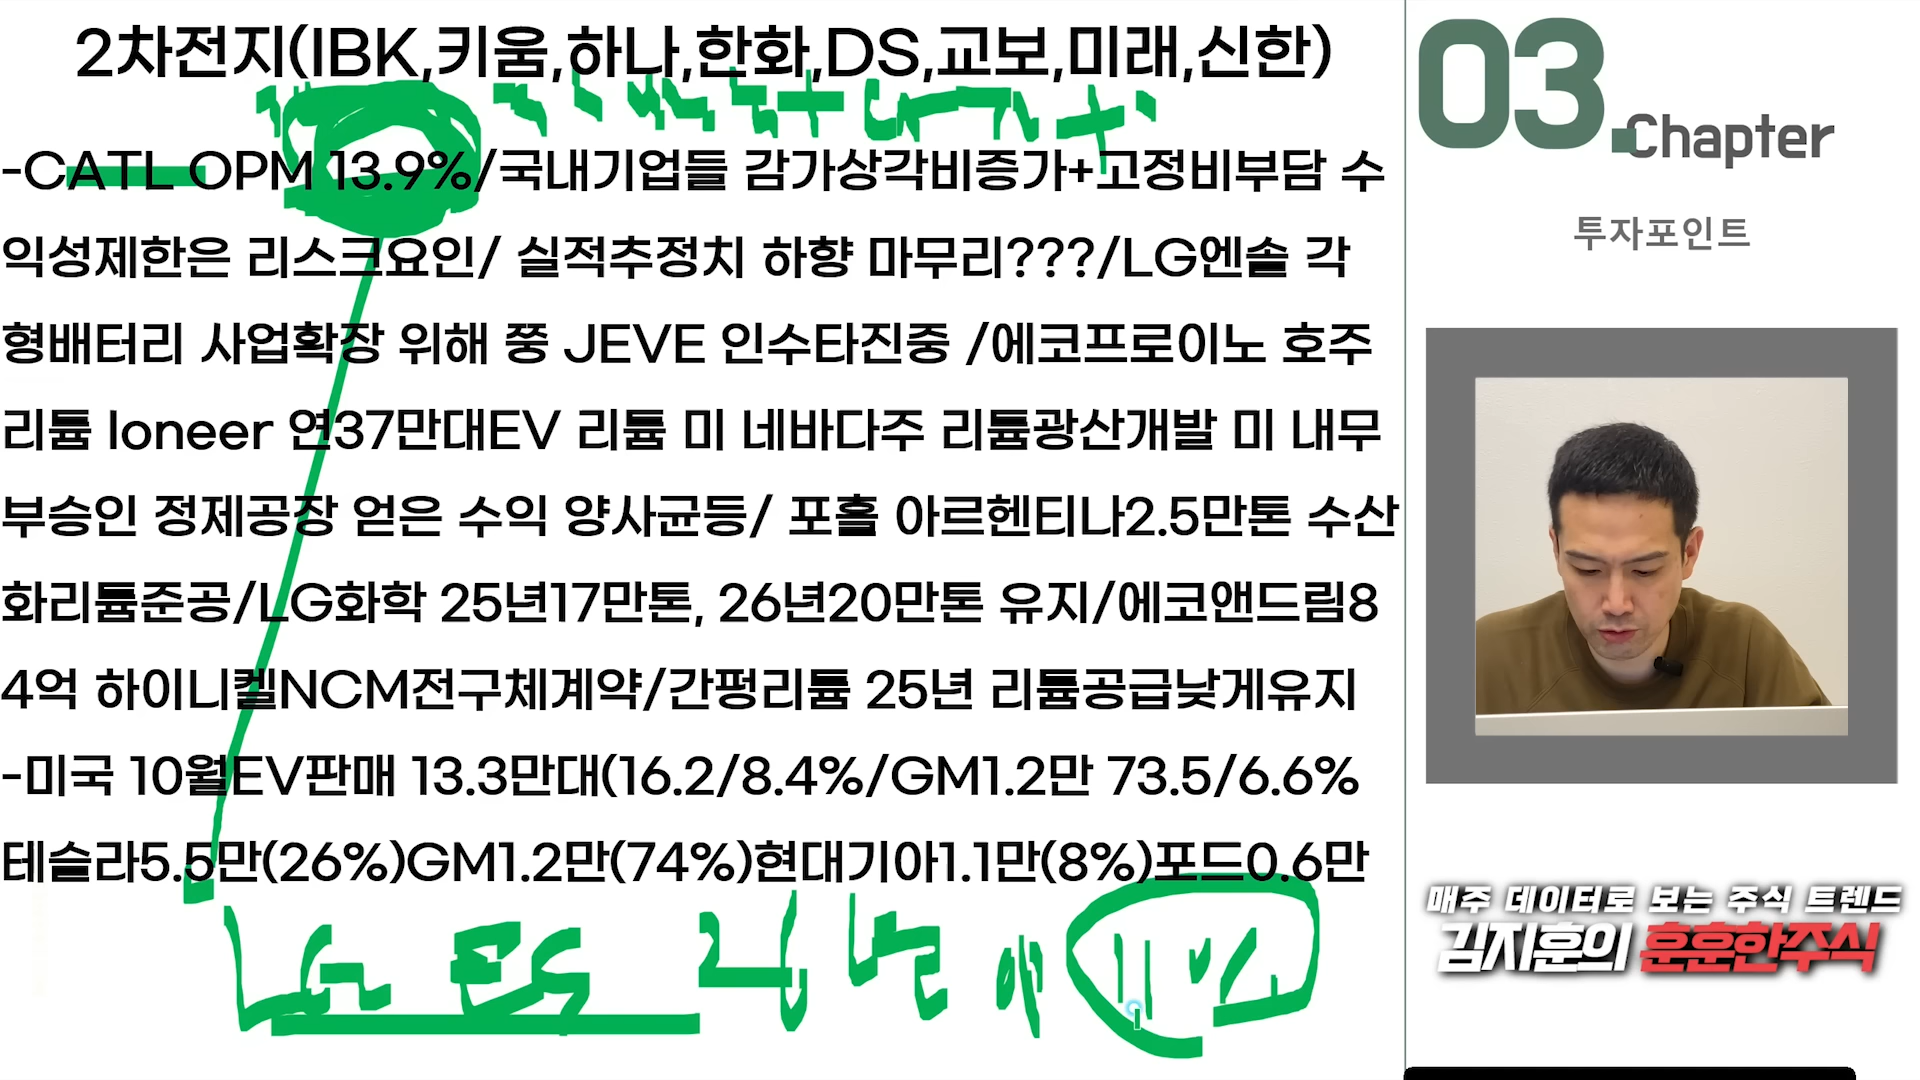 2차전지(IBK,키움,하나,한화,DS,교보,미래,신한)
-CATL OPM 13.9%/국내기업들 감가상각비증가+고정비부담 수
익성제한은 리스크요인/ 실적추정치 하향 마무리???/LG엔솔 각
형배터리 사업확장 위해 쭝 JEVE 인수타진중 /에코프로이노 호주
리튬 Ioneer 연37만대EV 리튬 미 네바다주 리튬광산개발 미 내무
부승인 정제공장 얻은 수익 양사균등/ 포홀 아르헨티나2.5만톤 수산
화리튬준공/LG화학 25년17만톤, 26년20만톤 유지/에코앤드림8
4억 하이니켈NCM전구체계약/간펑리튬 25년 리튬공급낮게유지
-미국 10월EV판매 13.3만대(16.2/8.4%/GM1.2만 73.5/6.6%
테슬라5.5만(26%)GM1.2만(74%)현대기아1.1만(8%)포드0.6만
LG ES 26년에
03.Chapter
투자포인트
매주 데이터로 보는 주식 트렌드
김지훈의 훈훈한주식